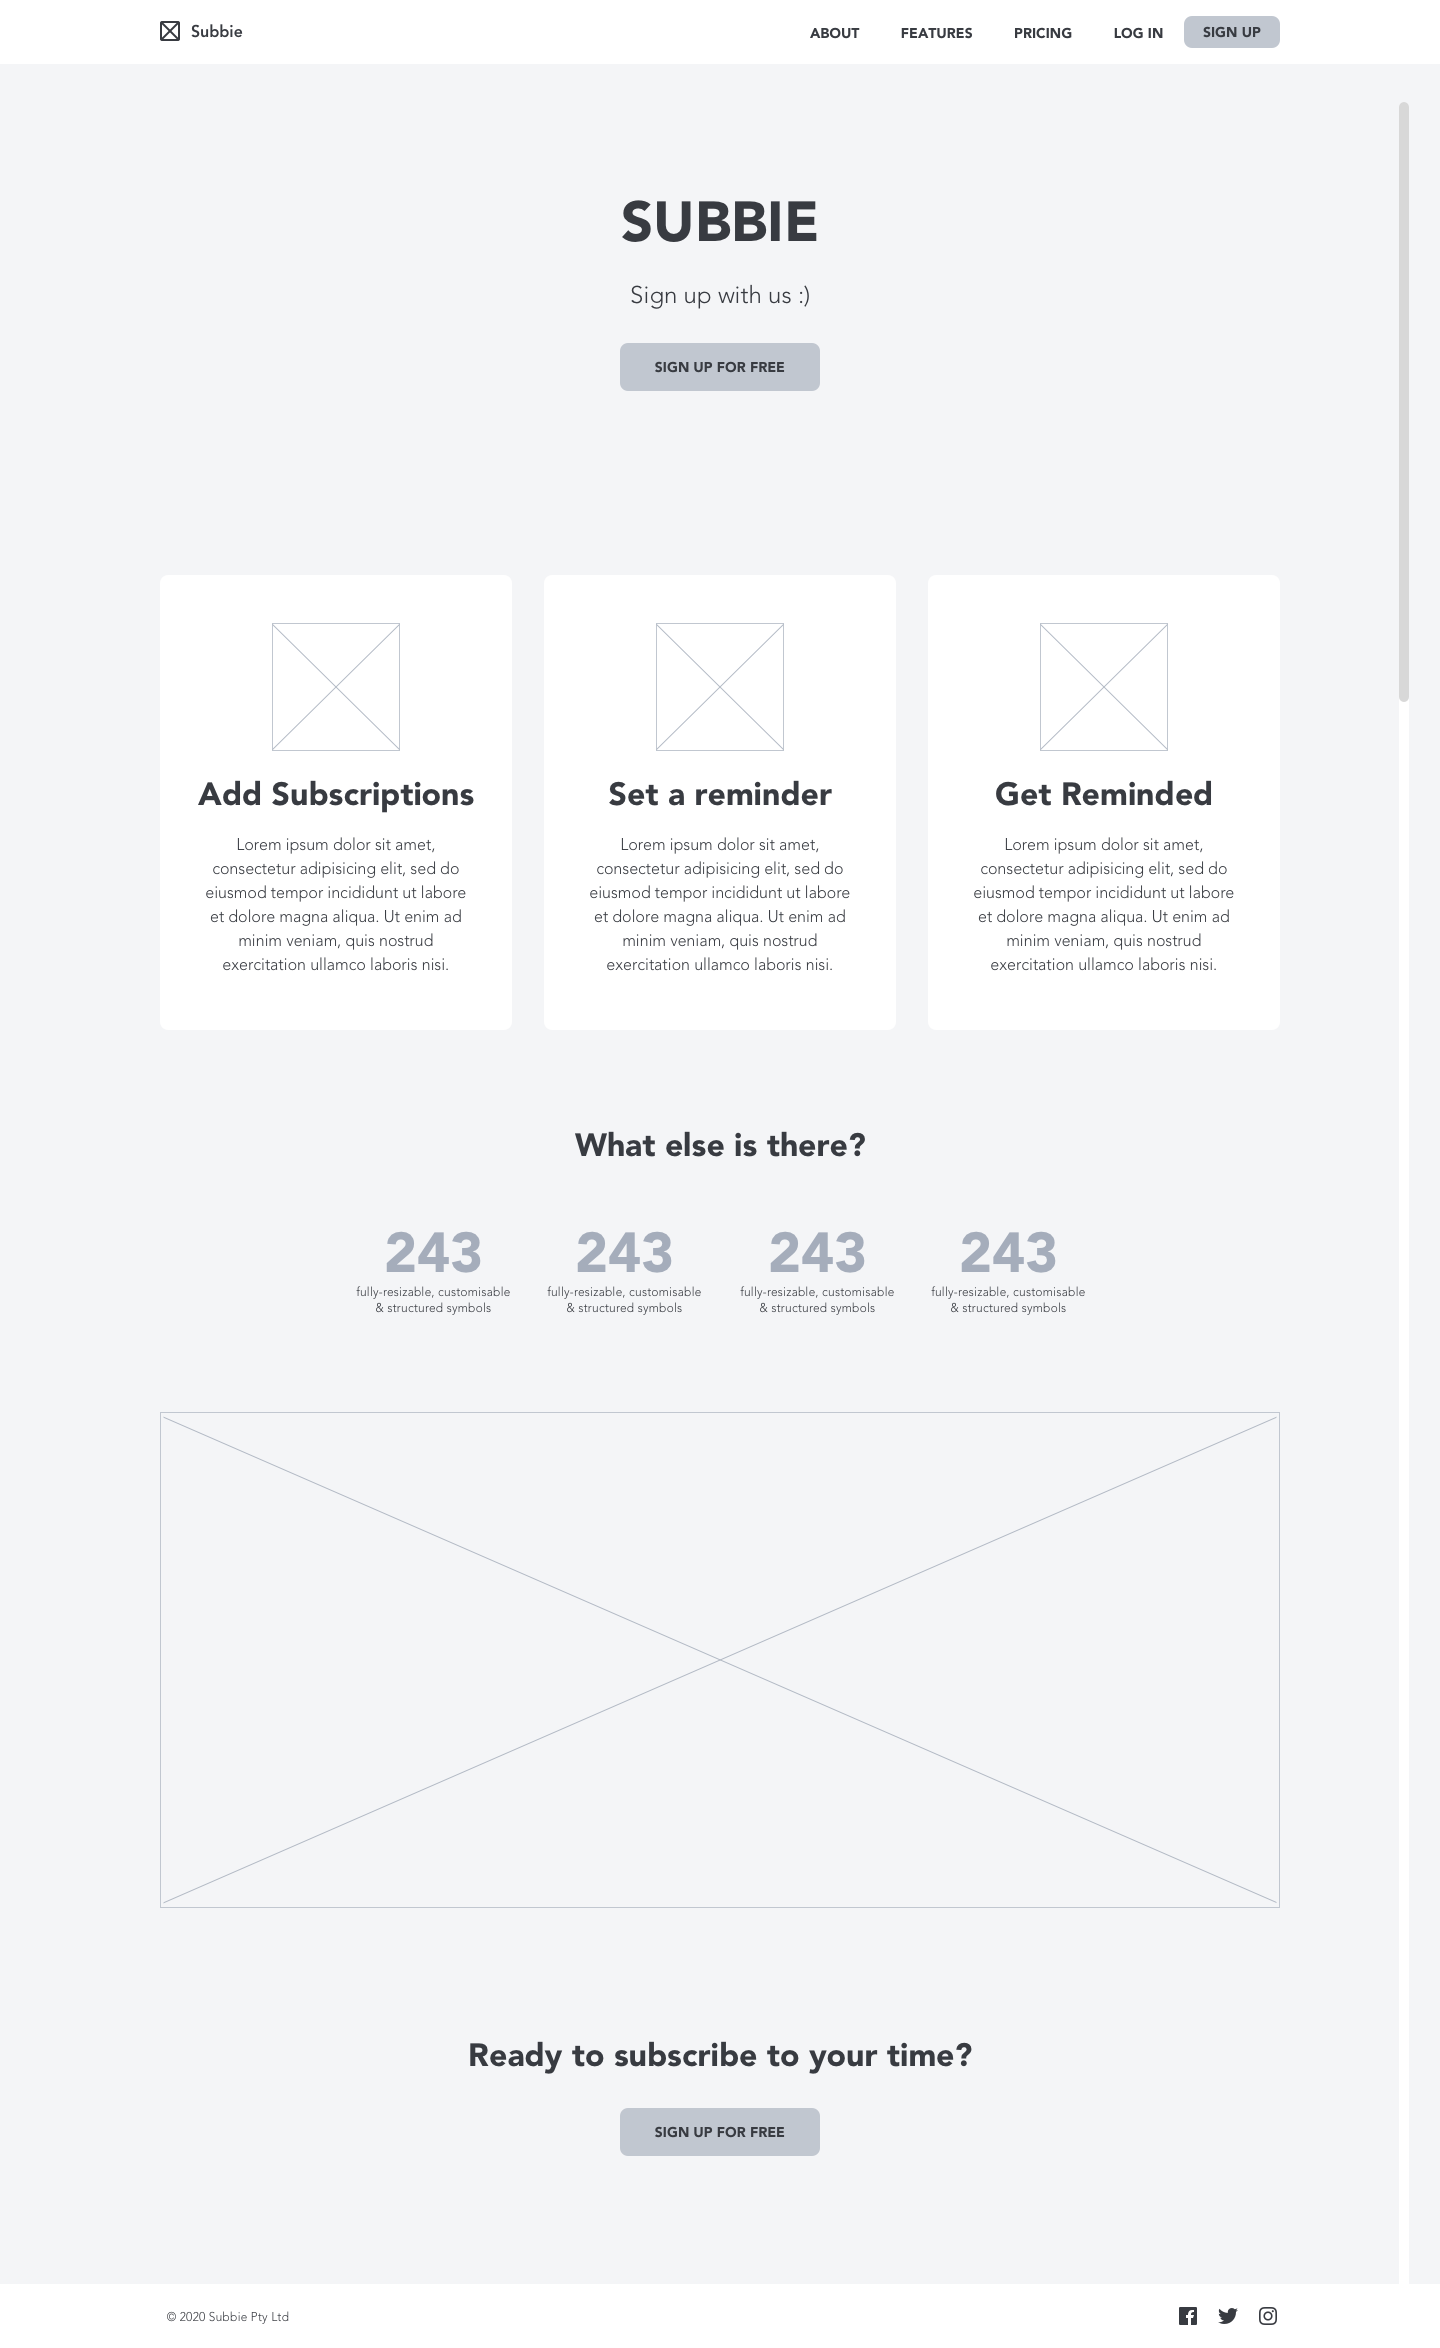 Subbie
ABOUT FEATURES PRICING LOG IN SIGN UP
SUBBIE
Sign up with us :)
SIGN UP FOR FREE
Add Subscriptions
Lorem ipsum dolor sit amet,
consectetur adipisicing elit, sed do
eiusmod tempor incididunt ut labore
et dolore magna aliqua. Ut enim ad
minim veniam, quis nostrud
exercitation ullamco laboris nisi.
Set a reminder
Lorem ipsum dolor sit amet,
consectetur adipisicing elit, sed do
eiusmod tempor incididunt ut labore
et dolore magna aliqua. Ut enim ad
minim veniam, quis nostrud
exercitation ullamco laboris nisi.
Get Reminded
Lorem ipsum dolor sit amet,
consectetur adipisicing elit, sed do
eiusmod tempor incididunt ut labore
et dolore magna aliqua. Ut enim ad
minim veniam, quis nostrud
exercitation ullamco laboris nisi.
What else is there?
243
fully-resizable, customisable
& structured symbols
243
fully-resizable, customisable
& structured symbols
243
fully-resizable, customisable
& structured symbols
243
fully-resizable, customisable
& structured symbols
Ready to subscribe to your time?
SIGN UP FOR FREE
© 2020 Subbie Pty Ltd